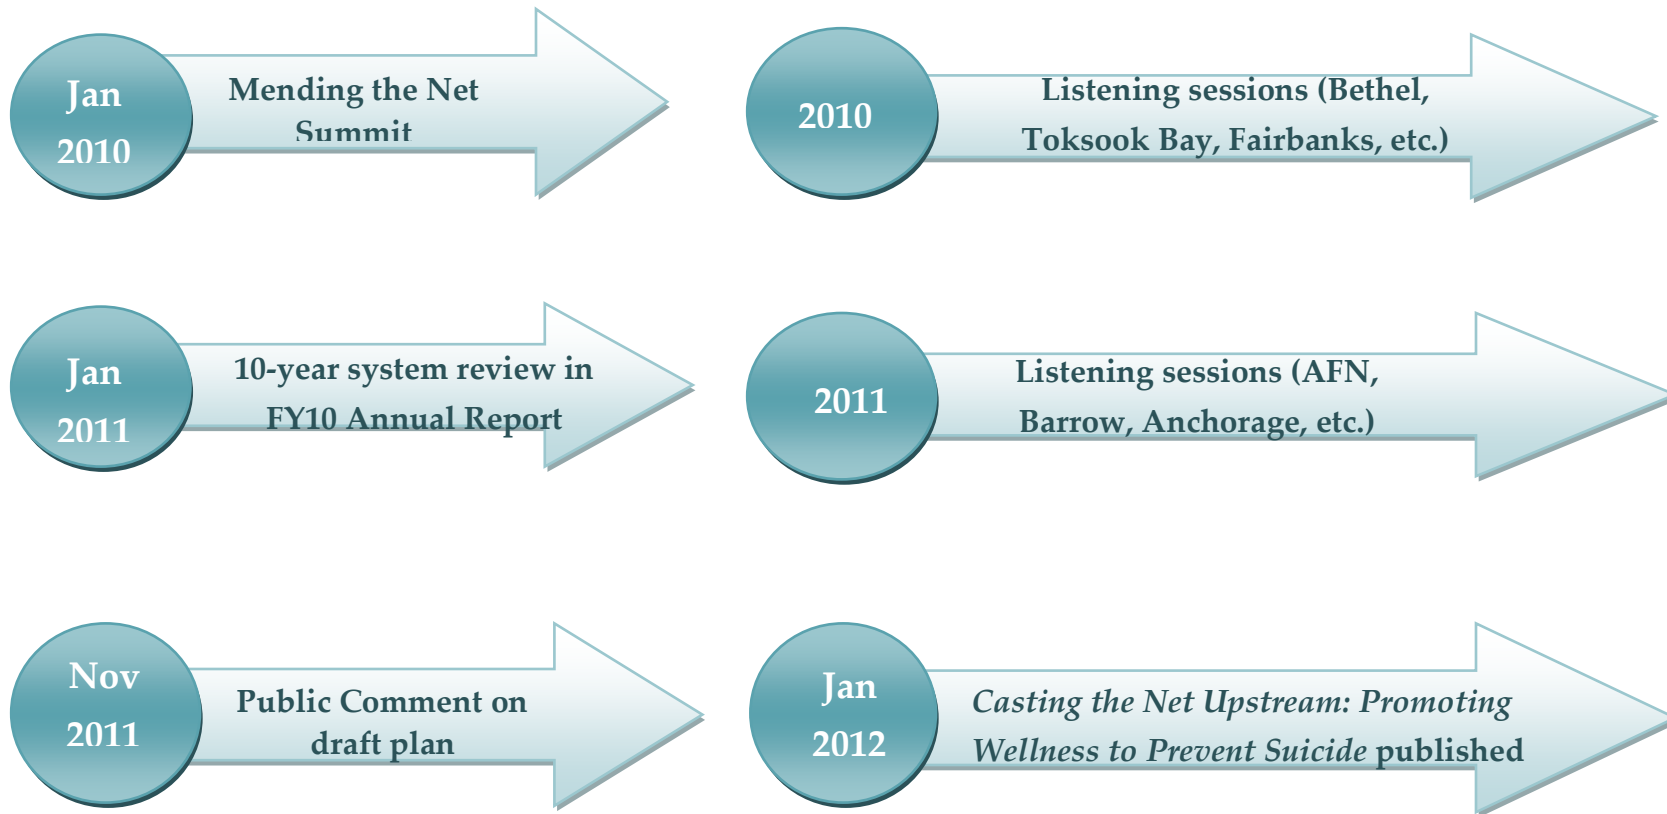 Jan
2010
Mending the Net
Summit
2010
Listening sessions (Bethel,
Toksook Bay, Fairbanks, etc.)
Jan
2011
10-year system review in
FY10 Annual Report
2011
Listening sessions (AFN,
Barrow, Anchorage, etc.)
Nov
2011
Public Comment on
draft plan
Jan
2012
Casting the Net Upstream: Promoting
Wellness to Prevent Suicide published